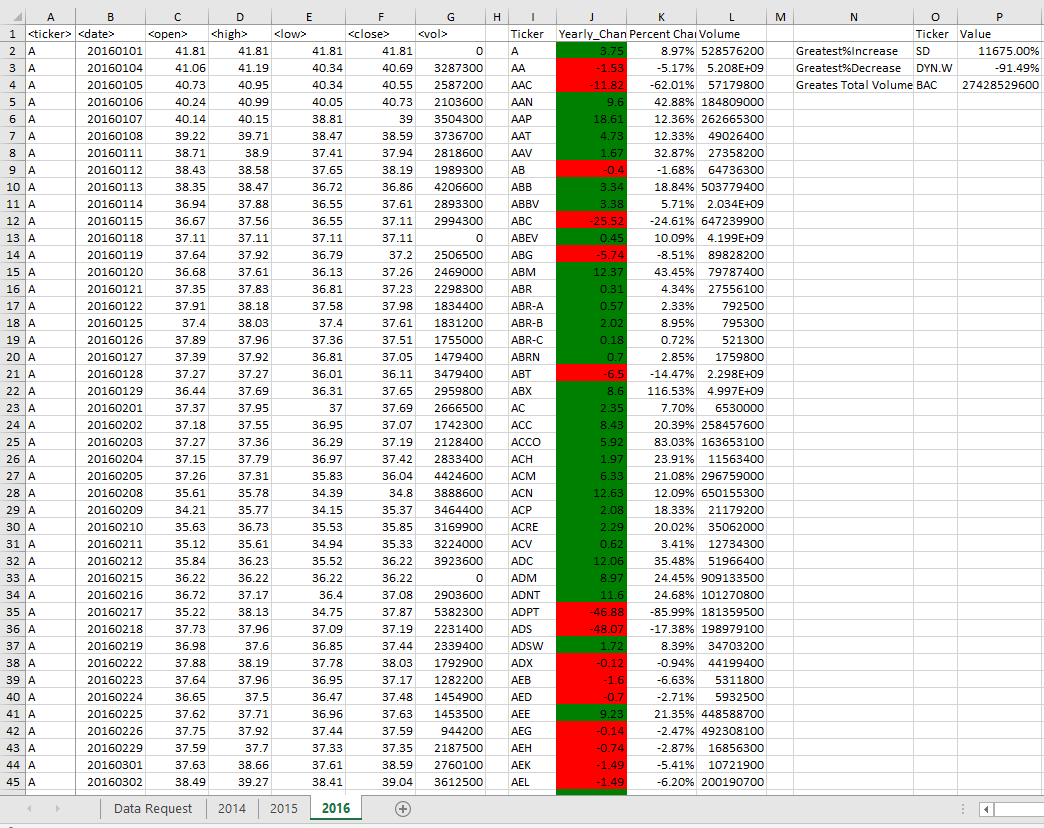 A B C D E F G H I J K L M N O P
1 <ticker> <date> <open> <high> <low> <close> <vol> Ticker Yearly_Chan Percent Chan Volume Ticker Value
2 A 20160101 41.81 41.81 41.81 41.81 0 A 3.75 8.97% 528576200 Greatest%Increase SD 11675.00%
3 A 20160104 41.06 41.19 40.34 40.69 3287300 AA -1.53 -5.17% 5.208E+09 Greatest%Decrease DYN.W -91.49%
4 A 20160105 40.73 40.95 40.34 40.55 2587200 AAC -11.82 -62.01% 57179800 Greates Total Volume BAC 27428529600
5 A 20160106 40.24 40.99 40.05 40.73 2103600 AAN 9.6 42.88% 184809000
6 A 20160107 40.14 40.15 38.81 39 3504300 AAP 18.61 12.36% 262665300
7 A 20160108 39.22 39.71 38.47 38.59 3736700 AAT 4.73 12.33% 49026400
8 A 20160111 38.71 38.9 37.41 37.94 2818600 AAV 1.67 32.87% 27358200
9 A 20160112 38.43 38.58 37.65 38.19 1989300 AB -0.4 -1.68% 64736300
10 A 20160113 38.35 38.47 36.72 36.86 4206600 ABB 3.34 18.84% 503779400
11 A 20160114 36.94 37.88 36.55 37.61 2893300 ABBV 3.38 5.71% 2.034E+09
12 A 20160115 36.67 37.56 36.55 37.11 2994300 ABC -25.52 -24.61% 647239900
13 A 20160118 37.11 37.11 37.11 37.11 0 ABEV 0.45 10.09% 4.199E+09
14 A 20160119 37.64 37.92 36.79 37.2 2506500 ABG -5.74 -8.51% 89828200
15 A 20160120 36.68 37.61 36.13 37.26 2469000 ABM 12.37 43.45% 79787400
16 A 20160121 37.35 37.83 36.81 37.23 2298300 ABR 0.31 4.34% 27556100
17 A 20160122 37.91 38.18 37.58 37.98 1834400 ABR-A 0.57 2.33% 792500
18 A 20160125 37.4 38.03 37.4 37.61 1831200 ABR-B 2.02 8.95% 795300
19 A 20160126 37.89 37.96 37.36 37.51 1755000 ABR-C 0.18 0.72% 521300
20 A 20160127 37.39 37.92 36.81 37.05 1479400 ABRN 0.7 2.85% 1759800
21 A 20160128 37.27 37.27 36.01 36.11 3479400 ABT -6.5 -14.47% 2.298E+09
22 A 20160129 36.44 37.69 36.31 37.65 2959800 ABX 8.6 116.53% 4.997E+09
23 A 20160201 37.37 37.95 37 37.69 2666500 AC 2.35 7.70% 6530000
24 A 20160202 37.18 37.55 36.95 37.07 1742300 ACC 8.43 20.39% 258457600
25 A 20160203 37.27 37.36 36.29 37.19 2128400 ACCO 5.92 83.03% 163653100
26 A 20160204 37.15 37.79 36.97 37.42 2833400 ACH 1.97 23.91% 11563400
27 A 20160205 37.26 37.31 35.83 36.04 4424600 ACM 6.33 21.08% 296759000
28 A 20160208 35.61 35.78 34.39 34.8 3888600 ACN 12.63 12.09% 650155300
29 A 20160209 34.21 35.77 34.15 35.37 3464400 ACP 2.08 18.33% 21179200
30 A 20160210 35.63 36.73 35.53 35.85 3169900 ACRE 2.29 20.02% 35062000
31 A 20160211 35.12 35.61 34.94 35.33 3224000 ACV 0.62 3.41% 12734300
32 A 20160212 35.84 36.23 35.52 36.22 3923600 ADC 12.06 35.48% 51966400
33 A 20160215 36.22 36.22 36.22 36.22 0 ADM 8.97 24.45% 909133500
34 A 20160216 36.72 37.17 36.4 37.08 2903600 ADNT 11.6 24.68% 101270800
35 A 20160217 35.22 38.13 34.75 37.87 5382300 ADPT -46.88 -85.99% 181359500
36 A 20160218 37.73 37.96 37.09 37.19 2231400 ADS -48.07 -17.38% 198979100
37 A 20160219 36.98 37.6 36.85 37.44 2339400 ADSW 1.72 8.39% 34703200
38 A 20160222 37.88 38.19 37.78 38.03 1792900 ADX -0.12 -0.94% 44199400
39 A 20160223 37.64 37.96 36.95 37.17 1282200 AEB -1.6 -6.63% 5311800
40 A 20160224 36.65 37.5 36.47 37.48 1454900 AED -0.7 -2.71% 5932500
41 A 20160225 37.62 37.71 36.96 37.63 1453500 AEE 9.23 21.35% 448588700
42 A 20160226 37.75 37.92 37.44 37.59 944200 AEG -0.14 -2.47% 492308100
43 A 20160229 37.59 37.7 37.33 37.35 2187500 AEH -0.74 -2.87% 16856300
44 A 20160301 37.63 38.66 37.61 38.59 2760100 AEK -1.49 -5.41% 10721900
45 A 20160302 38.49 39.27 38.41 39.04 3612500 AEL -1.49 -6.20% 200190700
Data Request 2014 2015 2016